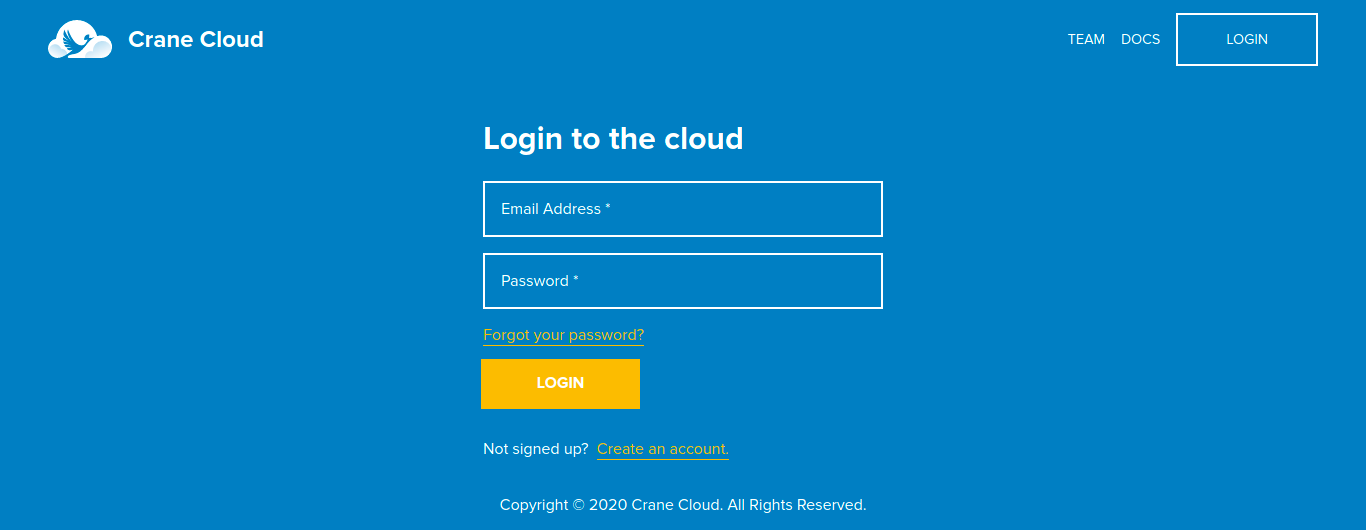 Crane Cloud
TEAM DOCS LOGIN
Login to the cloud
Email Address *
Password *
Forgot your password?
LOGIN
Not signed up? Create an account.
Copyright © 2020 Crane Cloud. All Rights Reserved.